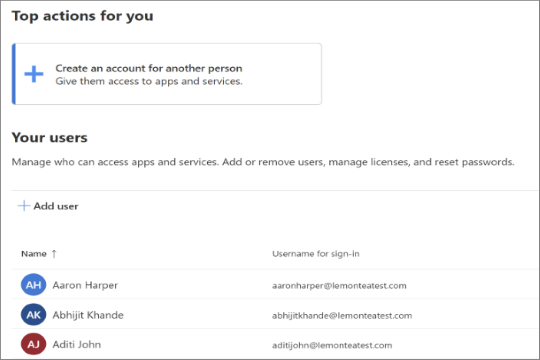 Top actions for you
Create an account for another person
Give them access to apps and services.
Your users
Manage who can access apps and services. Add or remove users, manage licenses, and reset passwords.
Add user
Name ↑ Username for sign-in
AH Aaron Harper aaronharper@lemonteatest.com
AK Abhijit Khande abhijitkhande@lemonteatest.com
AJ Aditi John aditijohn@lemonteatest.com